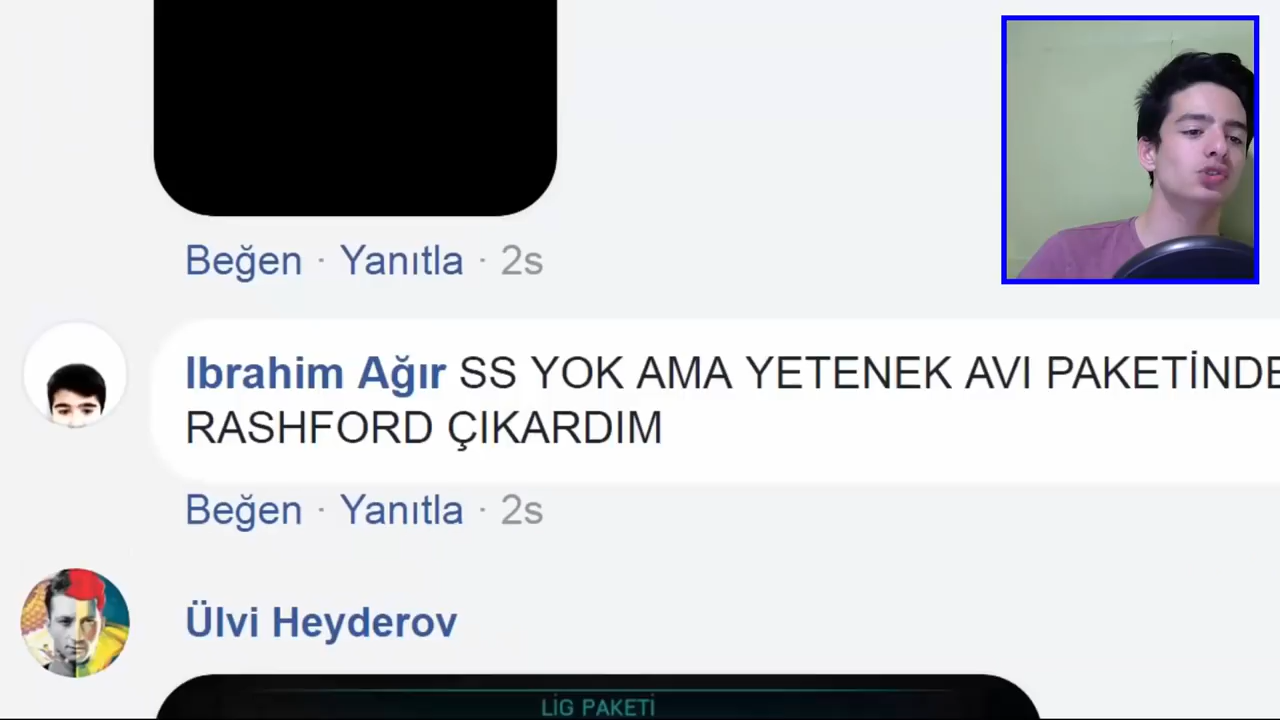 Beğen · Yanıtla · 2s
Ibrahim Ağır SS YOK AMA YETENEK AVI PAKETİNDE
RASHFORD ÇIKARDIM
Beğen · Yanıtla · 2s
Ülvi Heyderov
LİG PAKETİ